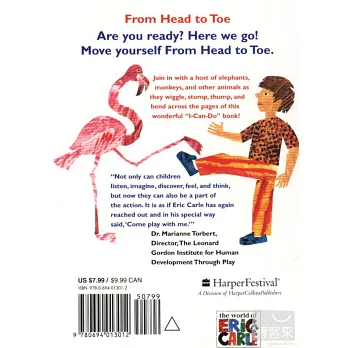 From Head to Toe
Are you ready? Here we go!
Move yourself From Head to Toe.
Join in with a host of elephants,
monkeys, and other animals as
they wiggle, stomp, thump, and
bend across the pages of this
wonderful "I-Can-Do" book!
"Not only can children
listen, imagine, discover, feel, and think,
but now they can also be a part
of the action. It is as if Eric Carle has again
reached out and in his special way
said, 'Come play with me.'"
Dr. Marianne Torbert,
Director, The Leonard
Gordon Institute for Human
Development Through Play
US $7.99 / $9.99 CAN
ISBN 978-0-694-01301-2
50799
9 780694 013012
HarperFestival®
A Division of HarperCollinsPublishers
the world of
ERIC
CARLE